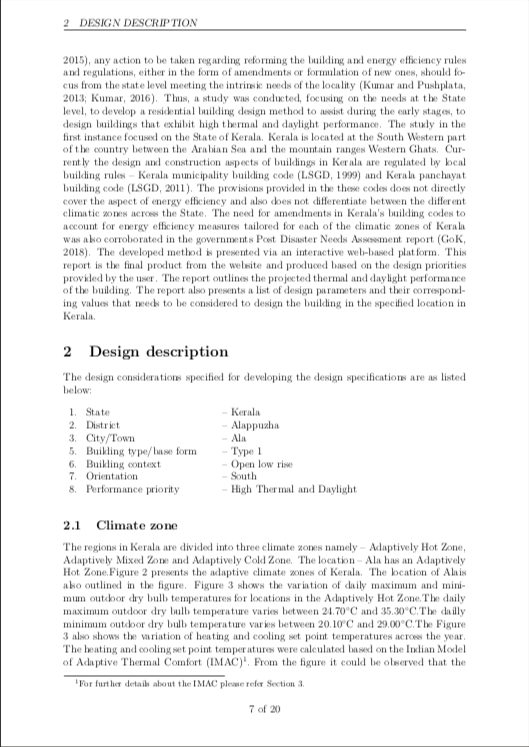 2 DESIGN DESCRIPTION
2015), any action to be taken regarding reforming the building and energy efficiency rules
and regulations, either in the form of amendments or formulation of new ones, should fo-
cus from the state level meeting the intrinsic needs of the locality (Kumar and Pushplata,
2013; Kumar, 2016). Thus, a study was conducted, focusing on the needs at the State
level, to develop a residential building design method to assist during the early stages, to
design buildings that exhibit high thermal and daylight performance. The study in the
first instance focused on the State of Kerala. Kerala is located at the South Western part
of the country between the Arabian Sea and the mountain ranges Western Ghats. Cur-
rently the design and construction aspects of buildings in Kerala are regulated by local
building rules – Kerala municipality building code (LSGD, 1999) and Kerala panchayat
building code (LSGD, 2011). The provisions provided in the these codes does not directly
cover the aspect of energy efficiency and also does not differentiate between the different
climatic zones across the State. The need for amendments in Kerala's building codes to
account for energy efficiency measures tailored for each of the climatic zones of Kerala
was also corroborated in the governments Post Disaster Needs Assessment report (GoK,
2018). The developed method is presented via an interactive web-based platform. This
report is the final product from the website and produced based on the design priorities
provided by the user. The report outlines the projected thermal and daylight performance
of the building. The report also presents a list of design parameters and their correspond-
ing values that needs to be considered to design the building in the specified location in
Kerala.
2 Design description
The design considerations specified for developing the design specifications are as listed
below:
1. State – Kerala
2. District – Alappuzha
3. City/Town – Ala
5. Building type/base form – Type 1
6. Building context – Open low rise
7. Orientation – South
8. Performance priority – High Thermal and Daylight
2.1 Climate zone
The regions in Kerala are divided into three climate zones namely – Adaptively Hot Zone,
Adaptively Mixed Zone and Adaptively Cold Zone. The location – Ala has an Adaptively
Hot Zone.Figure 2 presents the adaptive climate zones of Kerala. The location of Alais
also outlined in the figure. Figure 3 shows the variation of daily maximum and mini-
mum outdoor dry bulb temperatures for locations in the Adaptively Hot Zone.The daily
maximum outdoor dry bulb temperature varies between 24.70°C and 35.30°C.The dailly
minimum outdoor dry bulb temperature varies between 20.10°C and 29.00°C.The Figure
3 also shows the variation of heating and cooling set point temperatures across the year.
The heating and cooling set point temperatures were calculated based on the Indian Model
of Adaptive Thermal Comfort (IMAC)¹. From the figure it could be observed that the
¹For further details about the IMAC please refer Section 3.
7 of 20